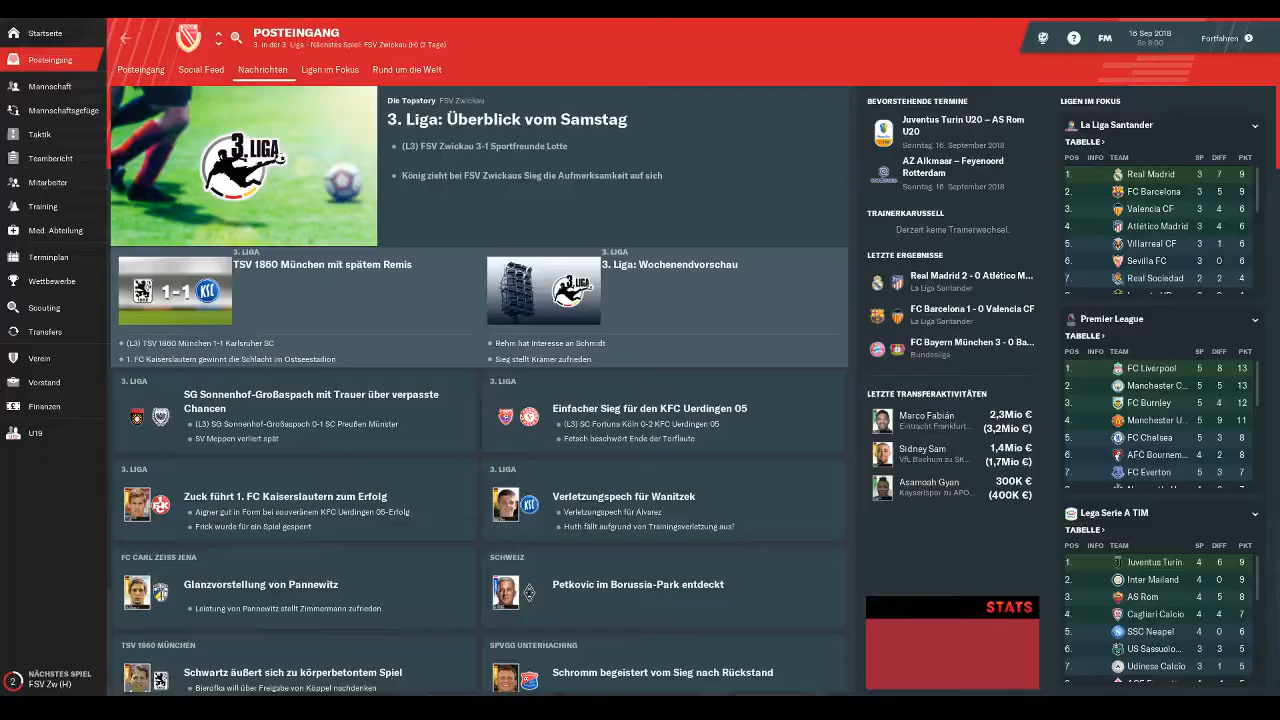 Startseite
Posteingang
Mannschaft
Mannschaftsgefüge
Taktik
Teambericht
Mitarbeiter
Training
Med. Abteilung
Terminplan
Wettbewerbe
Scouting
Transfers
Verein
Vorstand
Finanzen
U19
NÄCHSTES SPIEL
2
FSV Zw (H)
POSTEINGANG
3. in der 3. Liga - Nächstes Spiel: FSV Zwickau (H) (2 Tage)
FM
16 Sep 2018
So 8:00
Fortfahren
Posteingang
Social Feed
Nachrichten
Ligen im Fokus
Rund um die Welt
3. LIGA
Die Topstory FSV Zwickau
3. Liga: Überblick vom Samstag
(L3) FSV Zwickau 3-1 Sportfreunde Lotte
König zieht bei FSV Zwickaus Sieg die Aufmerksamkeit auf sich
3. LIGA
TSV 1860 München mit spätem Remis
1-1
KSC
(L3) TSV 1860 München 1-1 Karlsruher SC
1. FC Kaiserslautern gewinnt die Schlacht im Ostseestadion
3. LIGA
3. Liga: Wochenendvorschau
3. LIGA
Rehm hat Interesse an Schmidt
Sieg stellt Krämer zufrieden
3. LIGA
SG Sonnenhof-Großaspach mit Trauer über verpasste
Chancen
(L3) SG Sonnenhof-Großaspach 0-1 SC Preußen Münster
SV Meppen verliert spät
3. LIGA
Einfacher Sieg für den KFC Uerdingen 05
(L3) SC Fortuna Köln 0-2 KFC Uerdingen 05
Fetsch beschwört Ende der Torflaute
3. LIGA
Zuck führt 1. FC Kaiserslautern zum Erfolg
Aigner gut in Form bei souveränem KFC Uerdingen 05-Erfolg
Frick wurde für ein Spiel gesperrt
Verletzungspech für Wanitzek
Verletzungspech für Álvarez
Huth fällt aufgrund von Trainingsverletzung aus!
FC CARL ZEISS JENA
Glanzvorstellung von Pannewitz
Leistung von Pannewitz stellt Zimmermann zufrieden
SCHWEIZ
Petkovic im Borussia-Park entdeckt
TSV 1860 MÜNCHEN
Schwartz äußert sich zu körperbetontem Spiel
Bierofka will über Freigabe von Köppel nachdenken
SPVGG UNTERHACHING
Schromm begeistert vom Sieg nach Rückstand
BEVORSTEHENDE TERMINE
Juventus Turin U20 – AS Rom
U20
Sonntag, 16. September 2018
AZ Alkmaar – Feyenoord
Rotterdam
Sonntag, 16. September 2018
TRAINERKARUSSELL
Derzeit keine Trainerwechsel.
LETZTE ERGEBNISSE
Real Madrid 2 - 0 Atlético M...
La Liga Santander
FC Barcelona 1 - 0 Valencia CF
La Liga Santander
FC Bayern München 3 - 0 Ba...
Bundesliga
LETZTE TRANSFERAKTIVITÄTEN
Marco Fabián 2,3Mio €
Eintracht Frankfurt... (3,2Mio €)
Sidney Sam 1,4Mio €
VfL Bochum zu SK... (1,7Mio €)
Asamoah Gyan 300K €
Kayserispor zu APO... (400K €)
STATS
LIGEN IM FOKUS
La Liga Santander
TABELLE ›
POS INFO TEAM SP DIFF PKT
1. Real Madrid 3 7 9
2. FC Barcelona 3 5 9
3. Valencia CF 3 4 6
4. Atlético Madrid 3 4 6
5. Villarreal CF 3 1 6
6. Sevilla FC 3 0 6
7. Real Sociedad 2 2 4
Premier League
TABELLE ›
POS INFO TEAM SP DIFF PKT
1. FC Liverpool 5 8 13
2. Manchester C... 5 5 13
3. FC Burnley 5 4 12
4. Manchester U... 5 5 11
5. FC Chelsea 5 3 8
6. AFC Bournem... 5 2 8
7. FC Everton 5 3 7
Lega Serie A TIM
TABELLE ›
POS INFO TEAM SP DIFF PKT
1. Juventus Turin 4 6 9
2. Inter Mailand 4 4 9
3. AS Rom 4 5 8
4. Cagliari Calcio 4 4 7
5. SSC Neapel 4 0 6
6. US Sassuolo... 3 3 5
7. Udinese Calcio 3 1 5